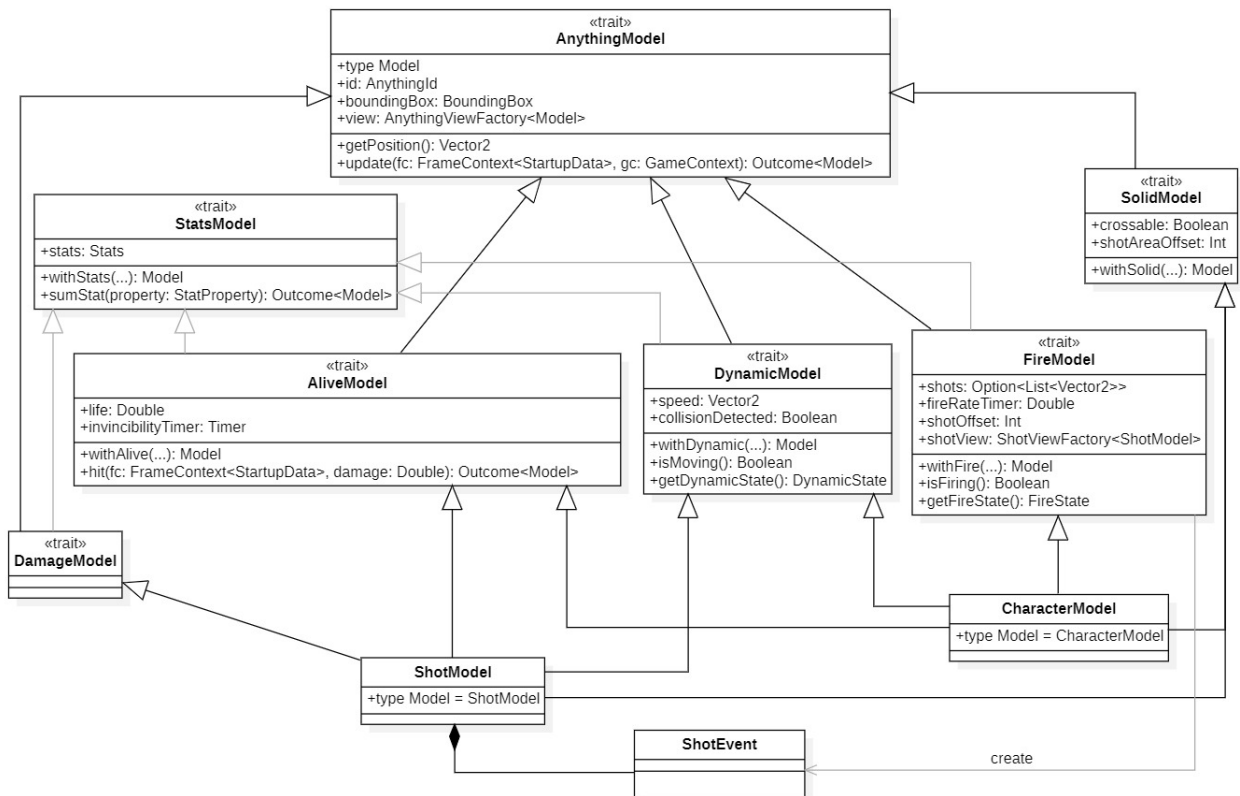 «trait»
AnythingModel
+type Model
+id: AnythingId
+boundingBox: BoundingBox
+view: AnythingViewFactory<Model>
+getPosition(): Vector2
+update(fc: FrameContext<StartupData>, gc: GameContext): Outcome<Model>
«trait»
SolidModel
+crossable: Boolean
+shotAreaOffset: Int
+withSolid(...): Model
«trait»
StatsModel
+stats: Stats
+withStats(...): Model
+sumStat(property: StatProperty): Outcome<Model>
«trait»
AliveModel
+life: Double
+invincibilityTimer: Timer
+withAlive(...): Model
+hit(fc: FrameContext<StartupData>, damage: Double): Outcome<Model>
«trait»
DynamicModel
+speed: Vector2
+collisionDetected: Boolean
+withDynamic(...): Model
+isMoving(): Boolean
+getDynamicState(): DynamicState
«trait»
FireModel
+shots: Option<List<Vector2>>
+fireRateTimer: Double
+shotOffset: Int
+shotView: ShotViewFactory<ShotModel>
+withFire(...): Model
+isFiring(): Boolean
+getFireState(): FireState
«trait»
DamageModel
CharacterModel
+type Model = CharacterModel
ShotModel
+type Model = ShotModel
ShotEvent
create